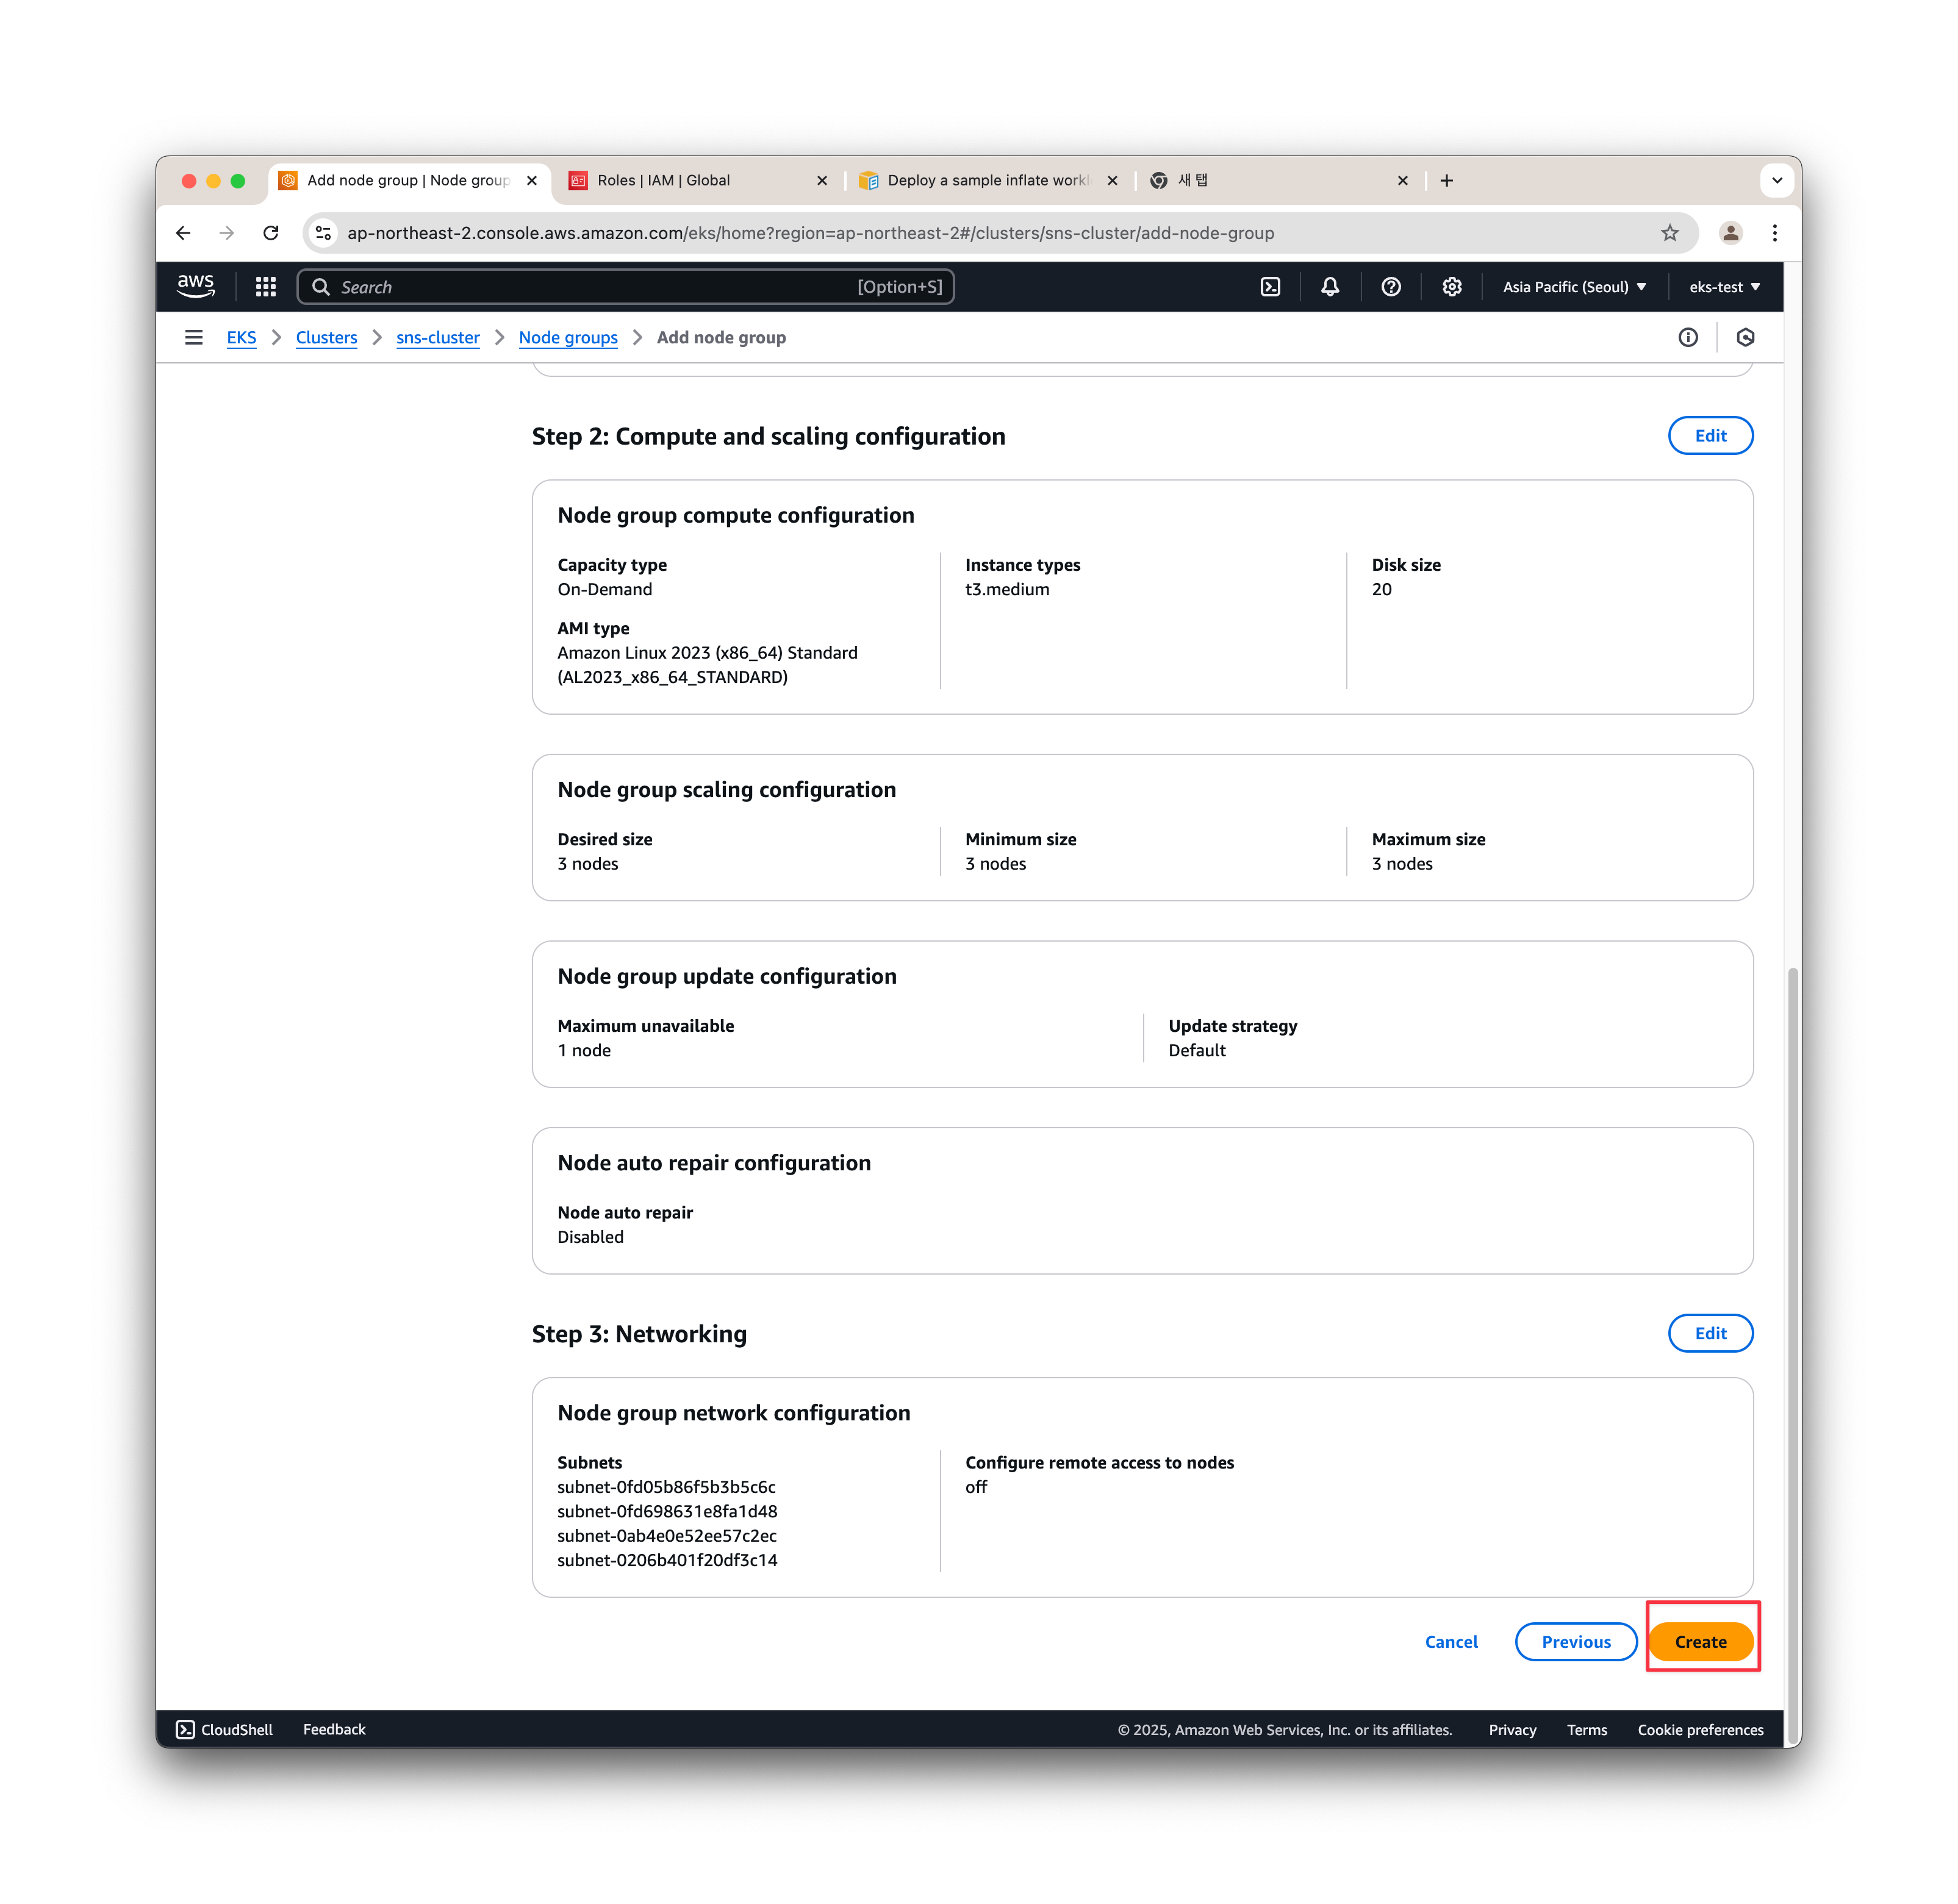 Add node group | Node group
Roles | IAM | Global
Deploy a sample inflate workl
새 탭
ap-northeast-2.console.aws.amazon.com/eks/home?region=ap-northeast-2#/clusters/sns-cluster/add-node-group
aws
Search
[Option+S]
Asia Pacific (Seoul)
eks-test
EKS > Clusters > sns-cluster > Node groups > Add node group
Step 2: Compute and scaling configuration
Edit
Node group compute configuration
Capacity type
On-Demand
AMI type
Amazon Linux 2023 (x86_64) Standard
(AL2023_x86_64_STANDARD)
Instance types
t3.medium
Disk size
20
Node group scaling configuration
Desired size
3 nodes
Minimum size
3 nodes
Maximum size
3 nodes
Node group update configuration
Maximum unavailable
1 node
Update strategy
Default
Node auto repair configuration
Node auto repair
Disabled
Step 3: Networking
Edit
Node group network configuration
Subnets
subnet-0fd05b86f5b3b5c6c
subnet-0fd698631e8fa1d48
subnet-0ab4e0e52ee57c2ec
subnet-0206b401f20df3c14
Configure remote access to nodes
off
Cancel
Previous
Create
CloudShell
Feedback
© 2025, Amazon Web Services, Inc. or its affiliates.
Privacy
Terms
Cookie preferences